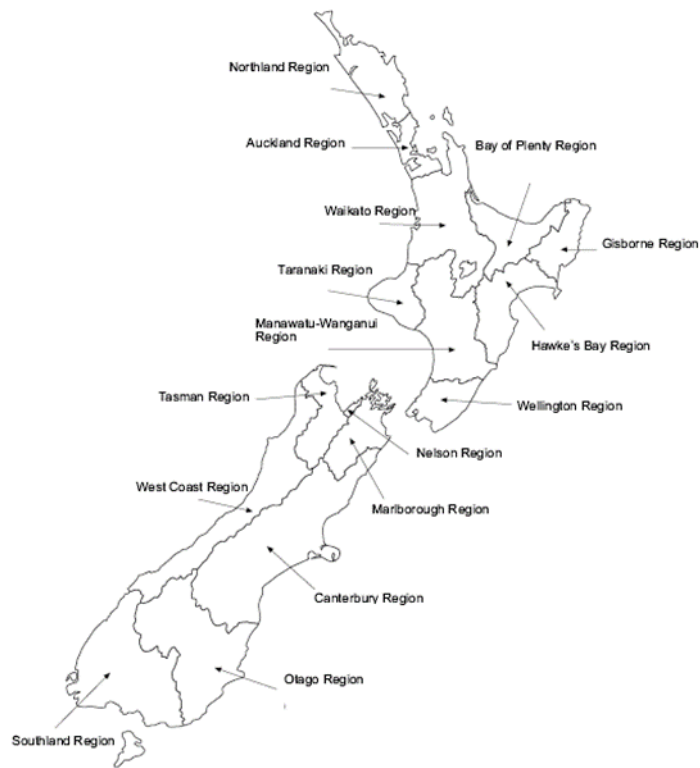 Northland Region
Auckland Region
Bay of Plenty Region
Waikato Region
Gisborne Region
Taranaki Region
Manawatu-Wanganui
Region
Hawke's Bay Region
Tasman Region
Wellington Region
Nelson Region
West Coast Region
Marlborough Region
Canterbury Region
Otago Region
Southland Region